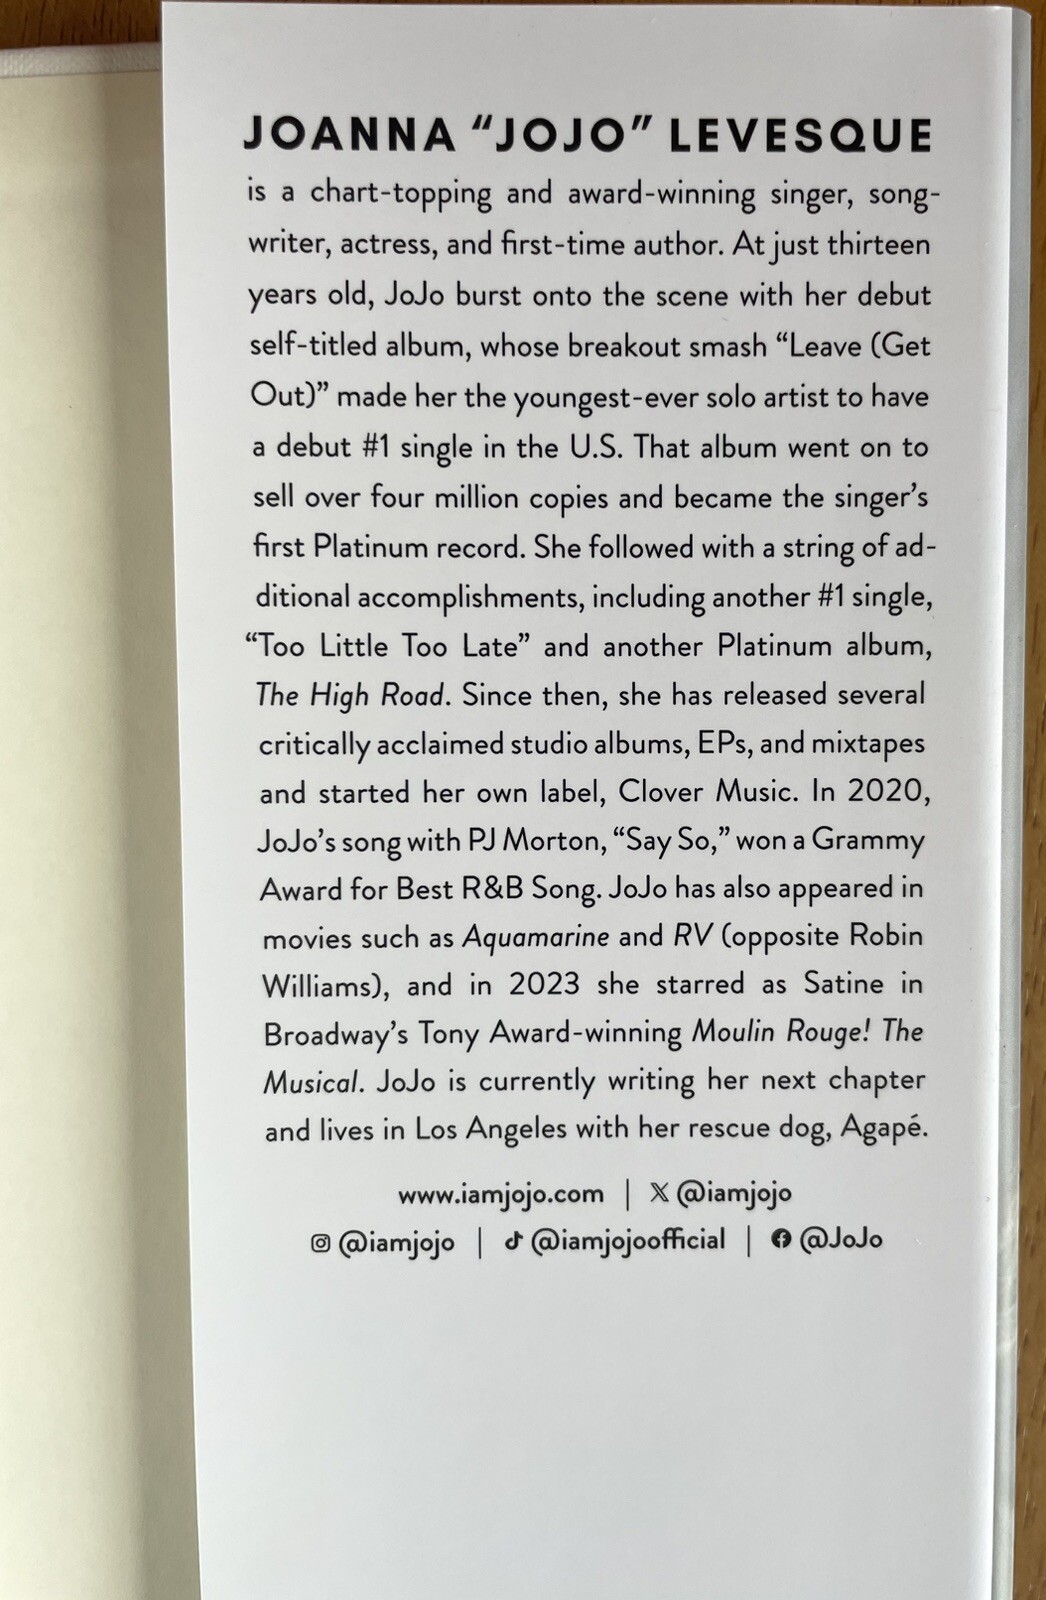 JOANNA “JOJO” LEVESQUE
is a chart-topping and award-winning singer, song-
writer, actress, and first-time author. At just thirteen
years old, JoJo burst onto the scene with her debut
self-titled album, whose breakout smash “Leave (Get
Out)” made her the youngest-ever solo artist to have
a debut #1 single in the U.S. That album went on to
sell over four million copies and became the singer’s
first Platinum record. She followed with a string of ad-
ditional accomplishments, including another #1 single,
“Too Little Too Late” and another Platinum album,
The High Road. Since then, she has released several
critically acclaimed studio albums, EPs, and mixtapes
and started her own label, Clover Music. In 2020,
JoJo’s song with PJ Morton, “Say So,” won a Grammy
Award for Best R&B Song. JoJo has also appeared in
movies such as Aquamarine and RV (opposite Robin
Williams), and in 2023 she starred as Satine in
Broadway’s Tony Award-winning Moulin Rouge! The
Musical. JoJo is currently writing her next chapter
and lives in Los Angeles with her rescue dog, Agapé.
www.iamjojo.com | 𝕏 @iamjojo
@iamjojo | @iamjojoofficial | @JoJo